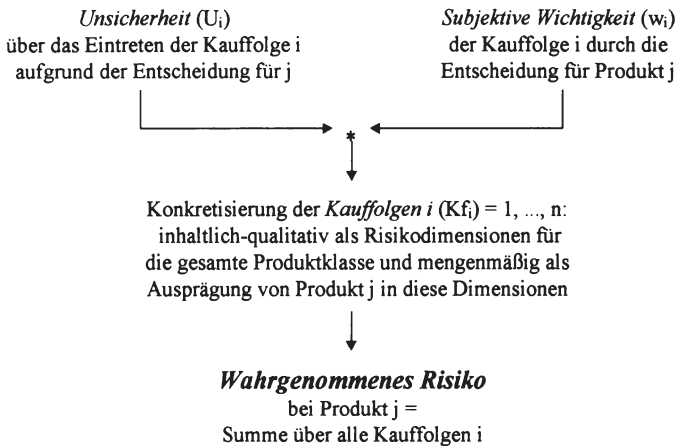 Unsicherheit (Ui)
über das Eintreten der Kauffolge i
aufgrund der Entscheidung für j
Subjektive Wichtigkeit (wi)
der Kauffolge i durch die
Entscheidung für Produkt j
*
Konkretisierung der Kauffolgen i (Kfi) = 1, ..., n:
inhaltlich-qualitativ als Risikodimensionen für
die gesamte Produktklasse und mengenmäßig als
Ausprägung von Produkt j in diese Dimensionen
Wahrgenommenes Risiko
bei Produkt j =
Summe über alle Kauffolgen i